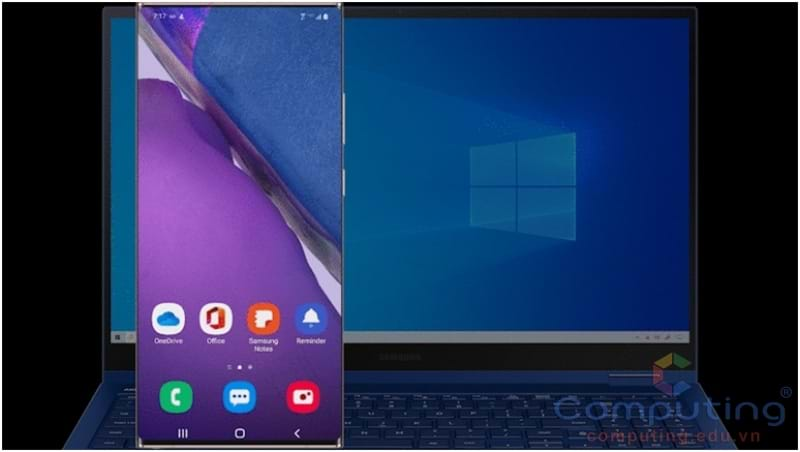 7:17
OneDrive
Office
Samsung
Notes
Reminder
SAMSUNG
Computing®
computing.edu.vn